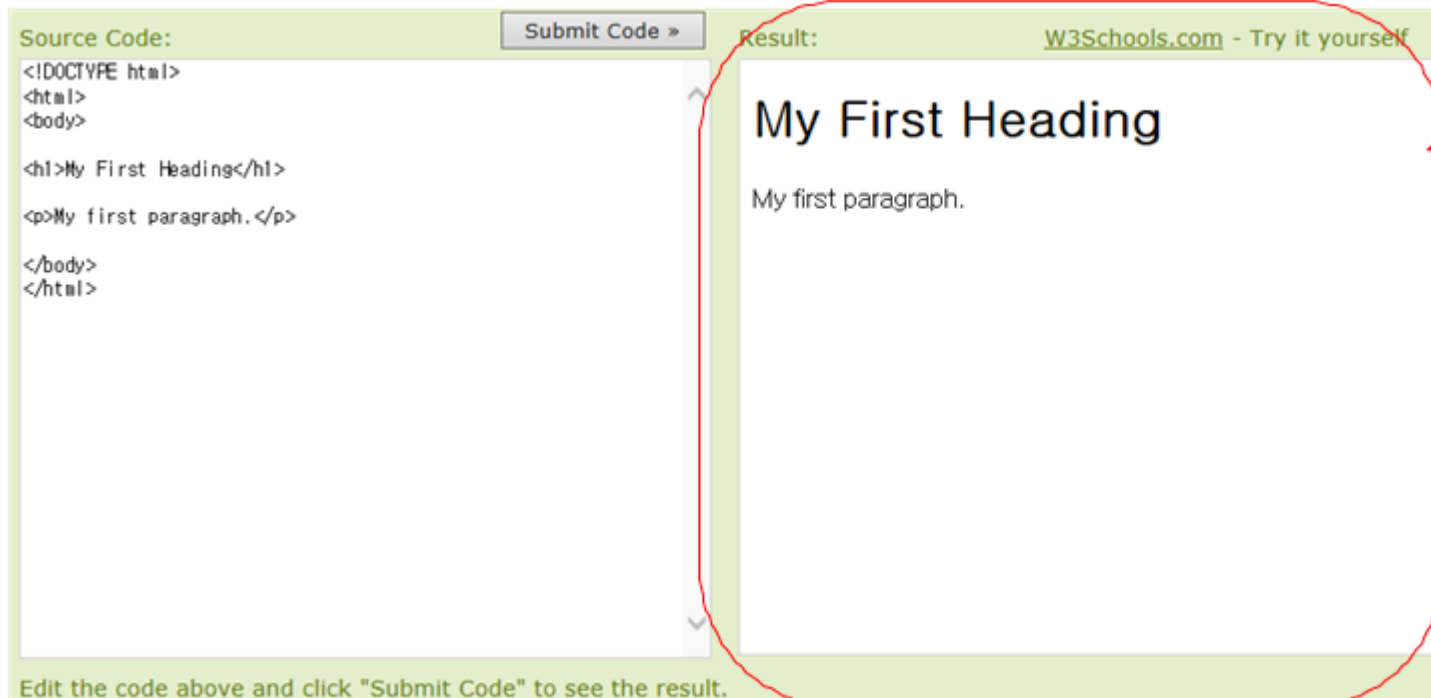 Source Code:
Submit Code »
<!DOCTYPE html>
<html>
<body>
<h1>My First Heading</h1>
<p>My first paragraph.</p>
</body>
</html>
Result:
W3Schools.com - Try it yourself
My First Heading
My first paragraph.
Edit the code above and click "Submit Code" to see the result.